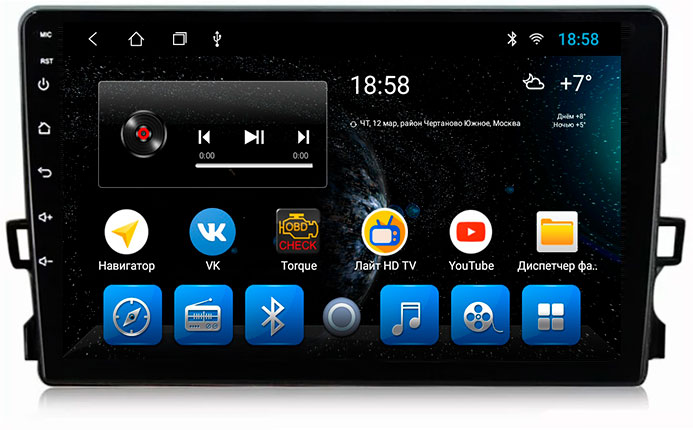 MIC
RST
18:58
18:58
+7°
ЧТ, 12 мар, район Чертаново Южное, Москва
Днём +8°
Ночью +5°
0:00
0:00
OBD
CHECK
Навигатор
VK
Torque
Лайт HD TV
YouTube
Диспетчер фа..